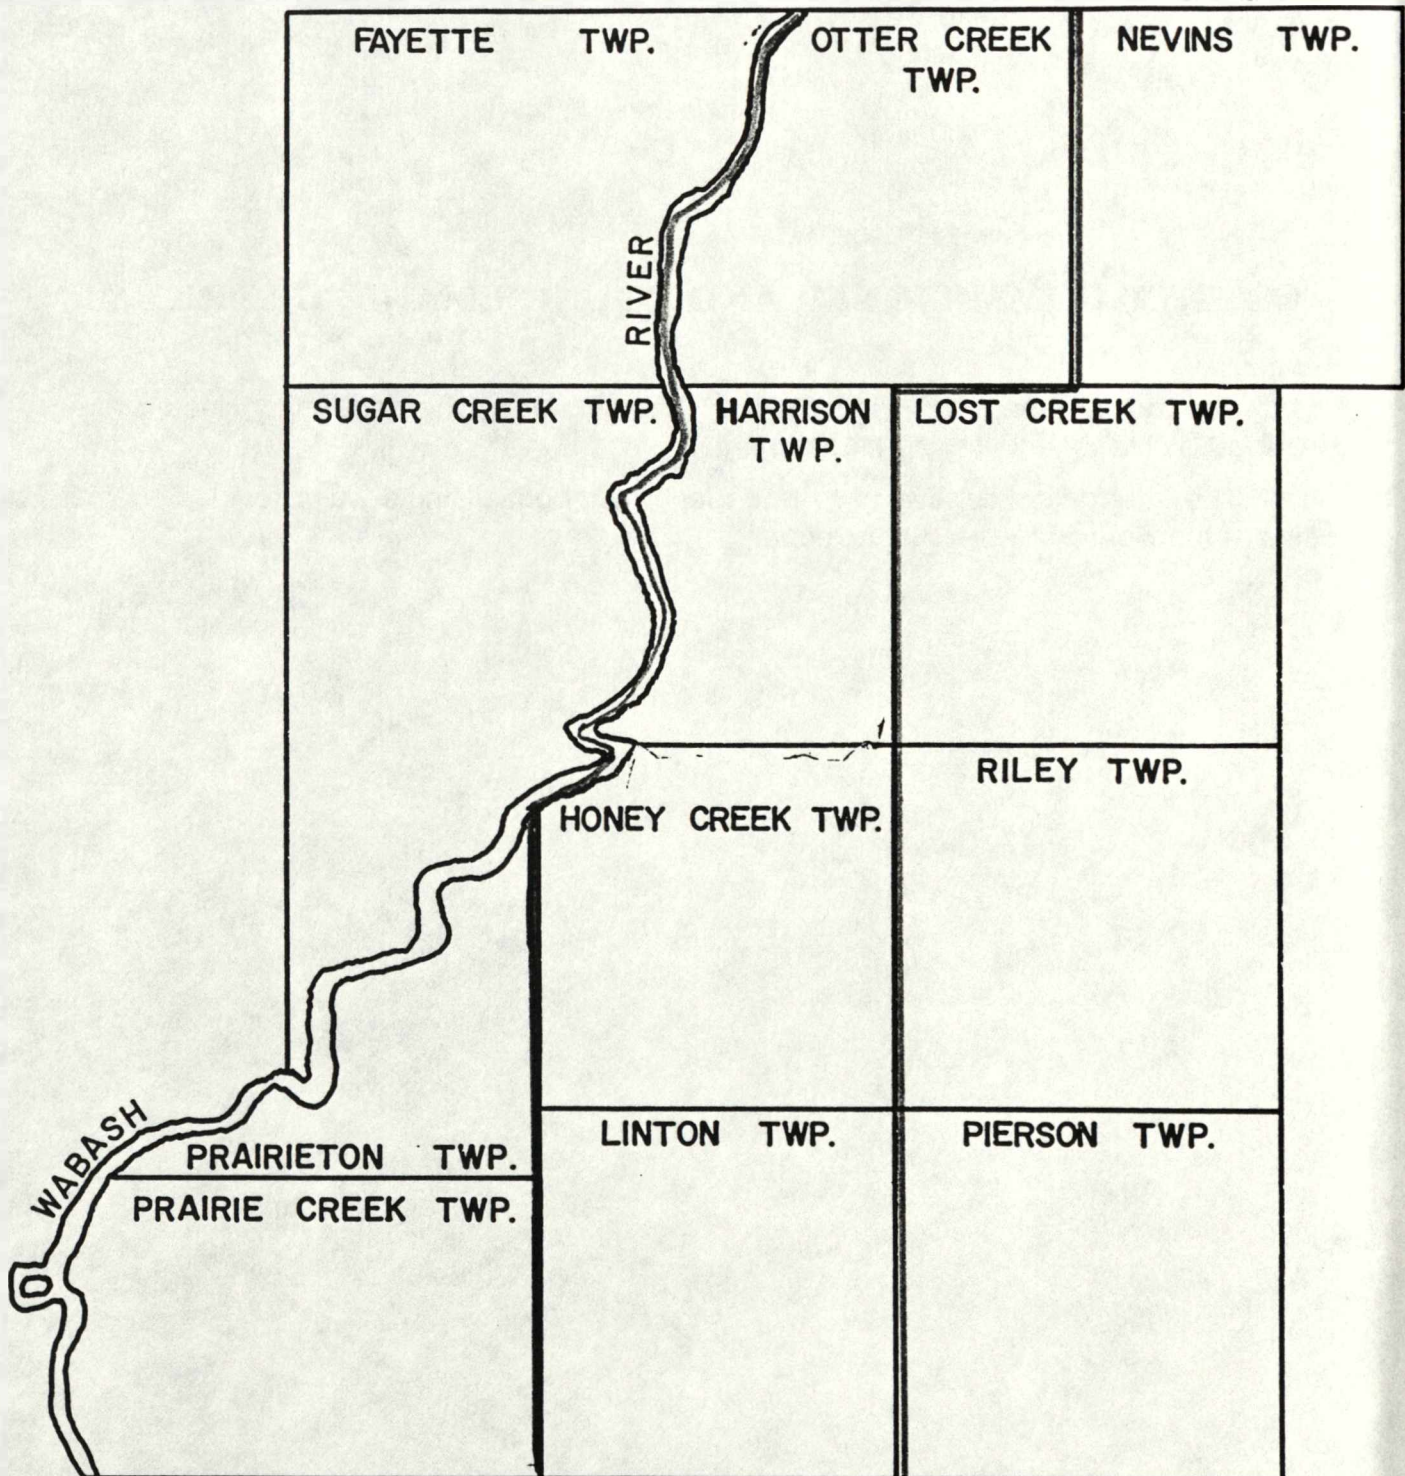 FAYETTE TWP.
OTTER CREEK
TWP.
NEVINS TWP.
RIVER
SUGAR CREEK TWP.
HARRISON
TWP.
LOST CREEK TWP.
RILEY TWP.
HONEY CREEK TWP.
WABASH
PRAIRIETON TWP.
LINTON TWP.
PIERSON TWP.
PRAIRIE CREEK TWP.